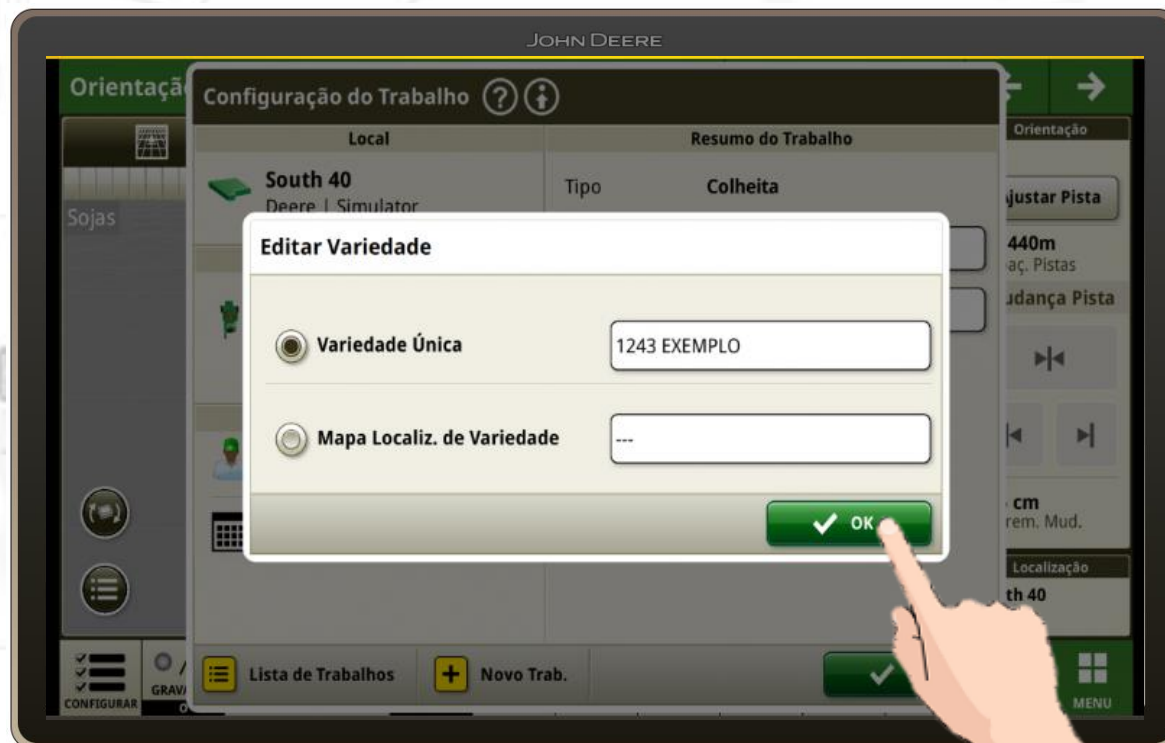 JOHN DEERE
Orientaçã
Configuração do Trabalho
Local
Resumo do Trabalho
Orientação
South 40
Tipo
Colheita
Deere | Simulator
Sojas
justar Pista
Editar Variedade
440m
aç. Pistas
udança Pista
Variedade Única
1243 EXEMPLO
Mapa Localiz. de Variedade
---
OK
cm
rem. Mud.
Localização
th 40
Lista de Trabalhos
Novo Trab.
CONFIGURAR
GRAV
MENU